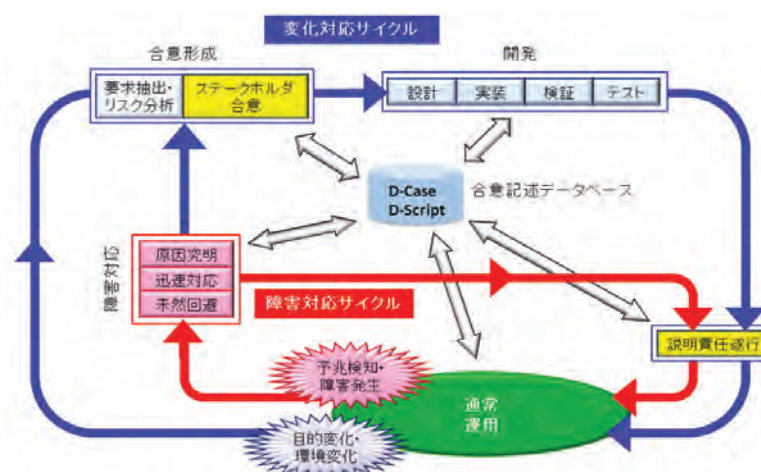 変化対応サイクル
合意形成
開発
要求抽出・
リスク分析
ステークホルダ
合意
設計
実装
検証
テスト
D-Case
D-Script
合意記述データベース
障害対応
原因究明
迅速対応
未然回避
障害対応サイクル
説明責任遂行
予兆検知・
障害発生
通常
運用
目的変化・
環境変化